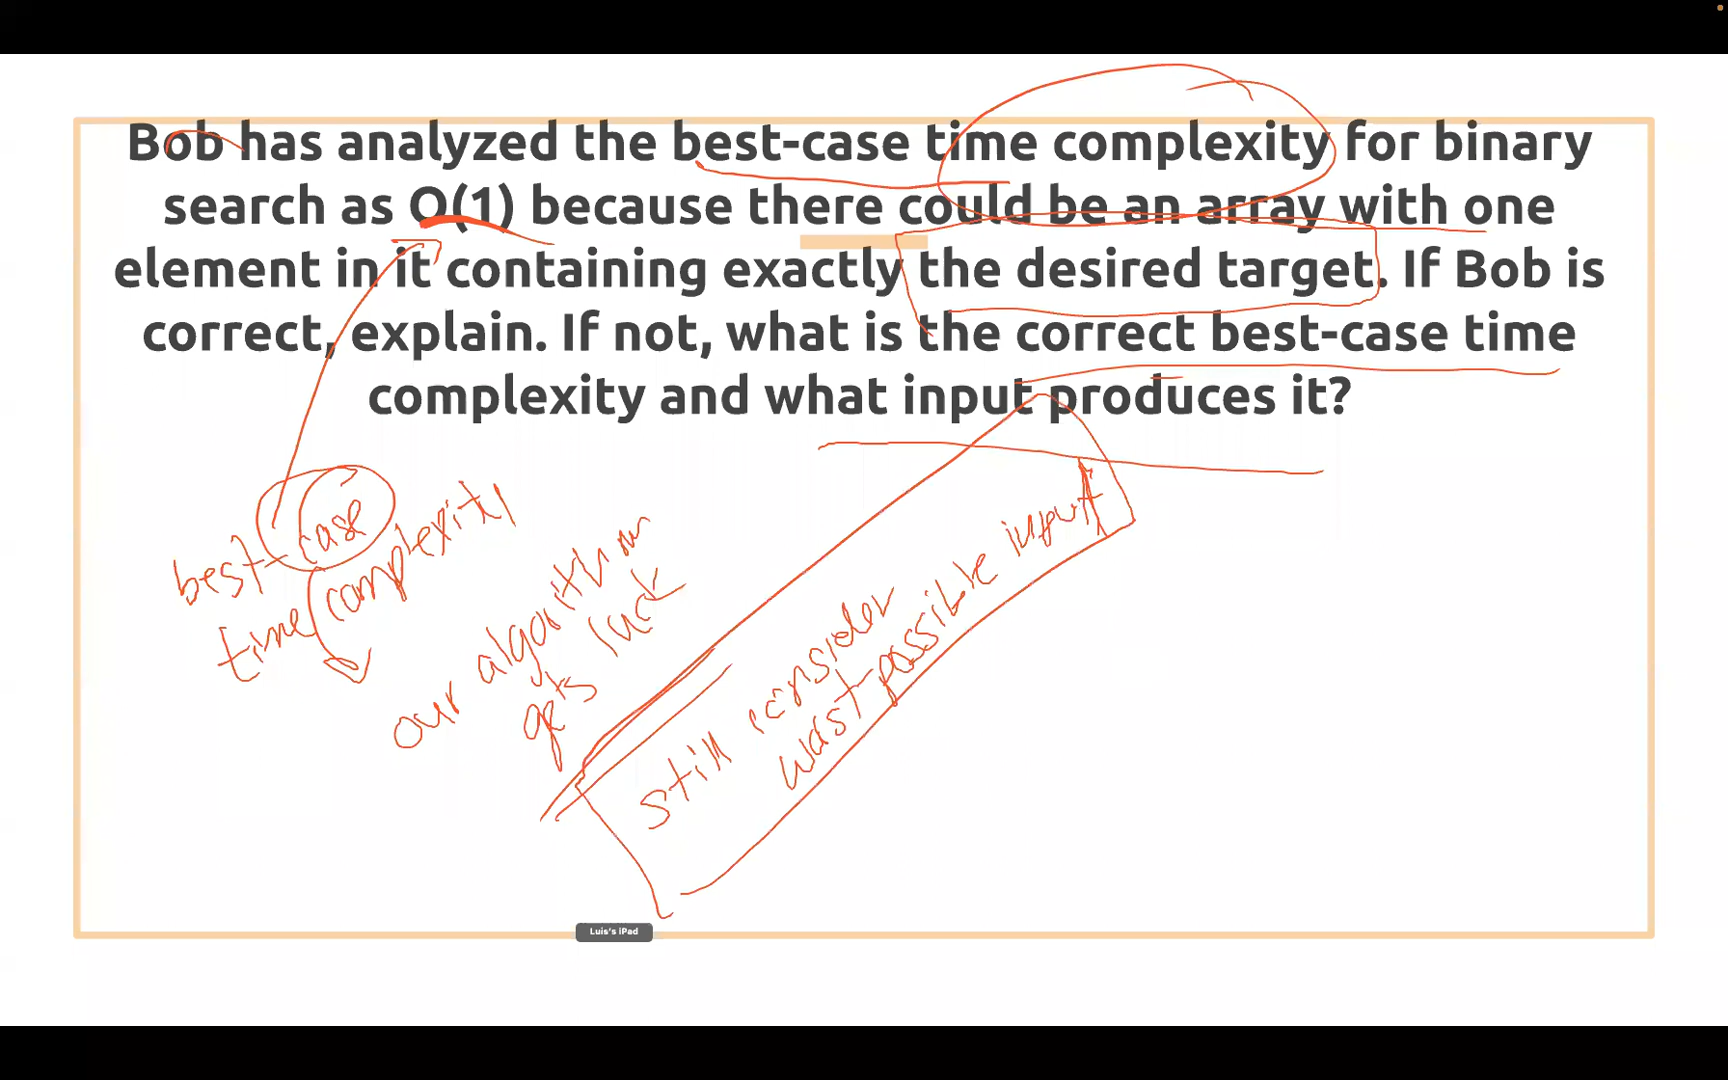 Bob has analyzed the best-case time complexity for binary
search as O(1) because there could be an array with one
element in it containing exactly the desired target. If Bob is
correct, explain. If not, what is the correct best-case time
complexity and what input produces it?
best-case
time complexity
our algorithm
gets luck
still consider
wast possible input
Luis's iPad